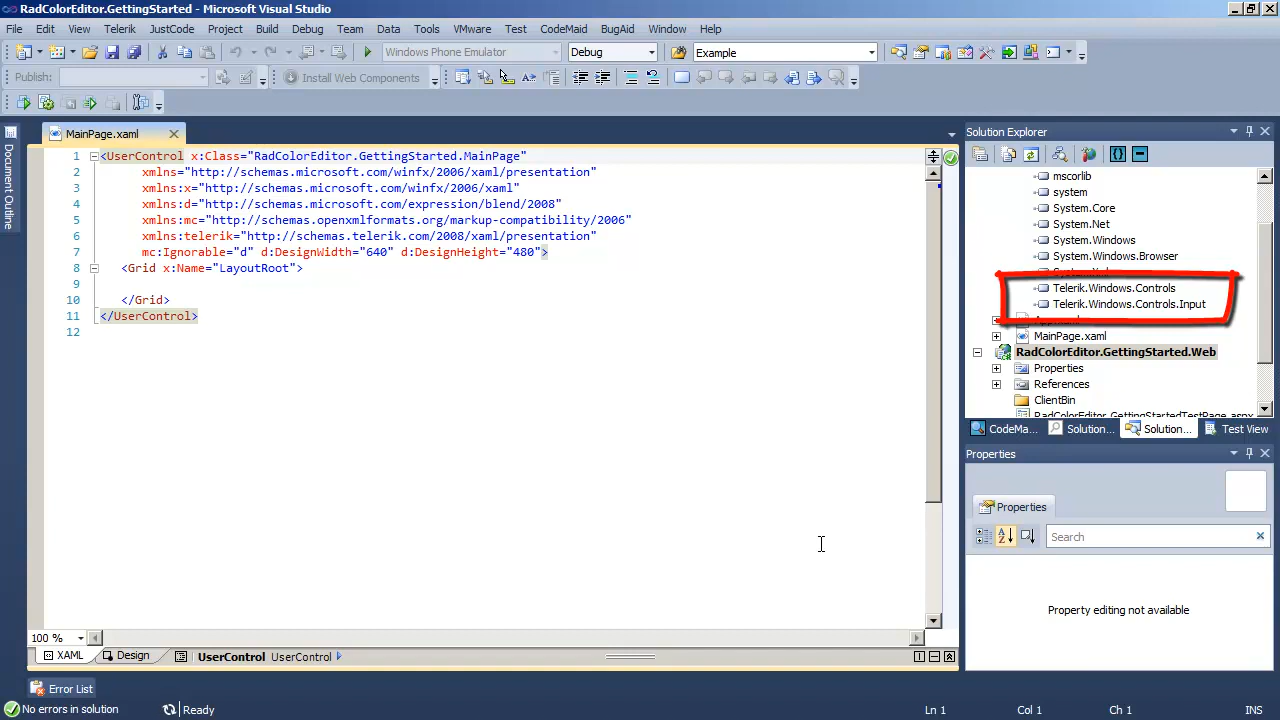 RadColorEditor.GettingStarted - Microsoft Visual Studio
File Edit View Telerik JustCode Project Build Debug Team Data Tools VMware Test CodeMaid BugAid Window Help
Windows Phone Emulator Debug Example
Publish: Install Web Components
Document Outline
MainPage.xaml
1 <UserControl x:Class="RadColorEditor.GettingStarted.MainPage"
2 xmlns="http://schemas.microsoft.com/winfx/2006/xaml/presentation"
3 xmlns:x="http://schemas.microsoft.com/winfx/2006/xaml"
4 xmlns:d="http://schemas.microsoft.com/expression/blend/2008"
5 xmlns:mc="http://schemas.openxmlformats.org/markup-compatibility/2006"
6 xmlns:telerik="http://schemas.telerik.com/2008/xaml/presentation"
7 mc:Ignorable="d" d:DesignWidth="640" d:DesignHeight="480">
8 <Grid x:Name="LayoutRoot">
9
10 </Grid>
11 </UserControl>
12
100 %
XAML Design UserControl UserControl
Solution Explorer
mscorlib
system
System.Core
System.Net
System.Windows
System.Windows.Browser
Telerik.Windows.Controls
Telerik.Windows.Controls.Input
MainPage.xaml
RadColorEditor.GettingStarted.Web
Properties
References
ClientBin
RadColorEditor.GettingStartedTestPage.aspx
CodeMa... Solution... Solution... Test View
Properties
Properties
Search
Property editing not available
Error List
No errors in solution Ready Ln 1 Col 1 Ch 1 INS